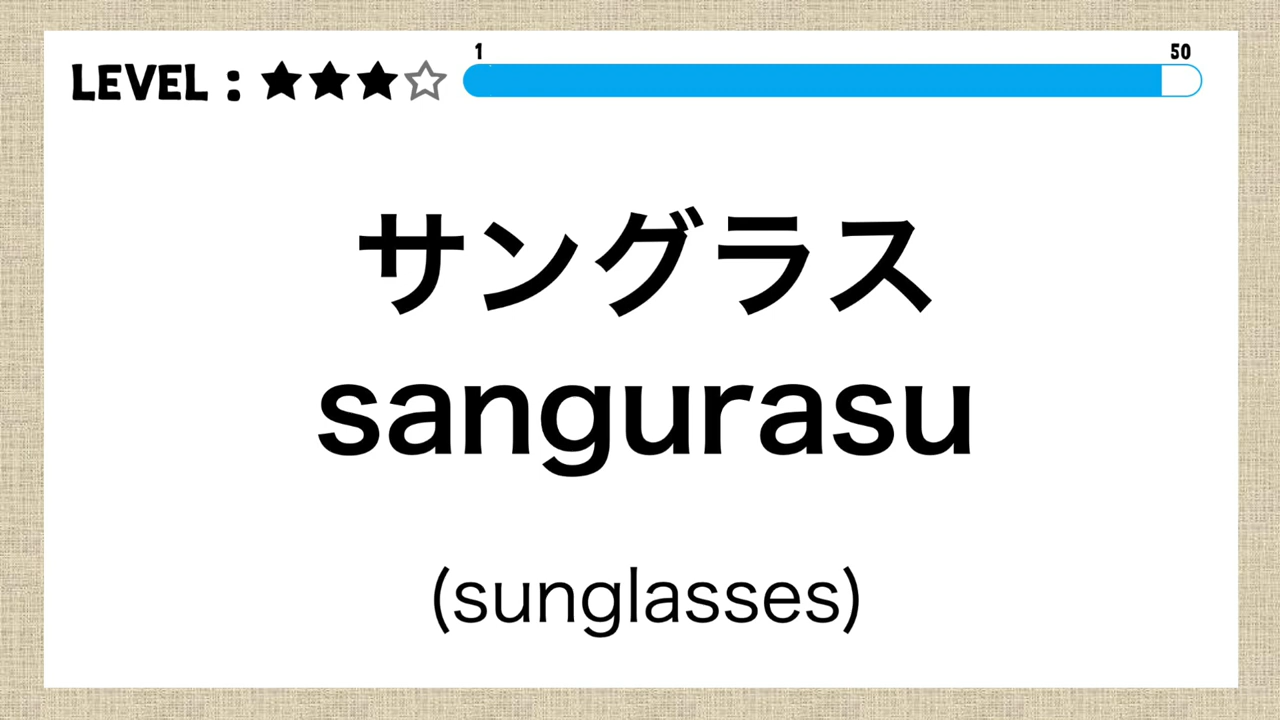 LEVEL : ★★★☆
1 50
サングラス
sangurasu
(sunglasses)